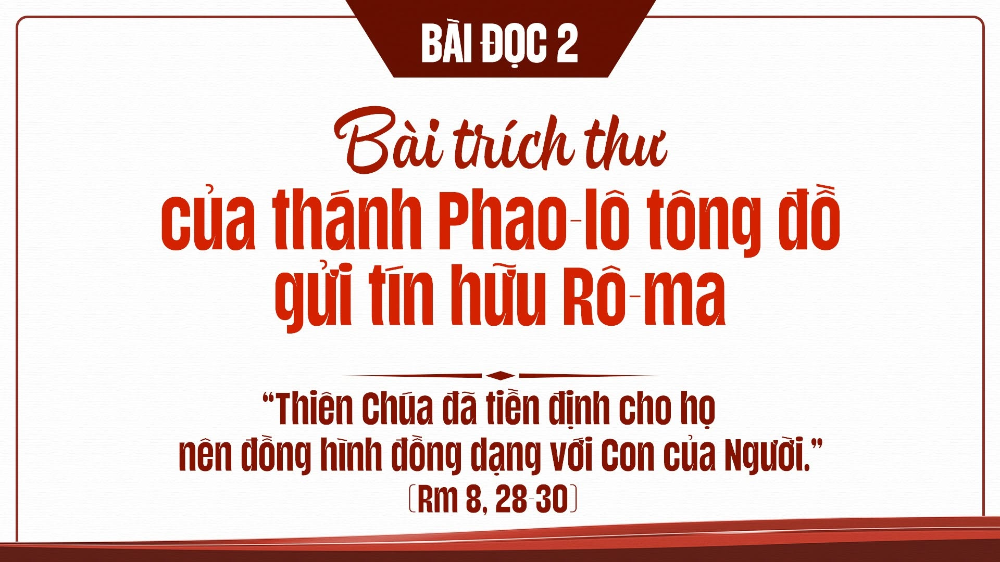 BÀI ĐỌC 2
Bài trích thư
của thánh Phao-lô tông đồ
gửi tín hữu Rô-ma
“Thiên Chúa đã tiền định cho họ
nên đồng hình đồng dạng với Con của Người.”
(Rm 8, 28-30)